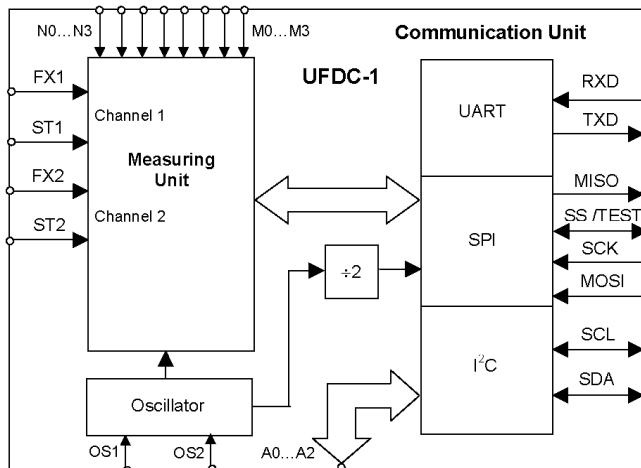 N0...N3
M0...M3
Communication Unit
UFDC-1
FX1
Channel 1
ST1
Measuring
Unit
FX2
Channel 2
ST2
UART
RXD
TXD
SPI
MISO
SS /TEST
SCK
MOSI
÷2
I²C
SCL
SDA
Oscillator
OS1
OS2
A0...A2